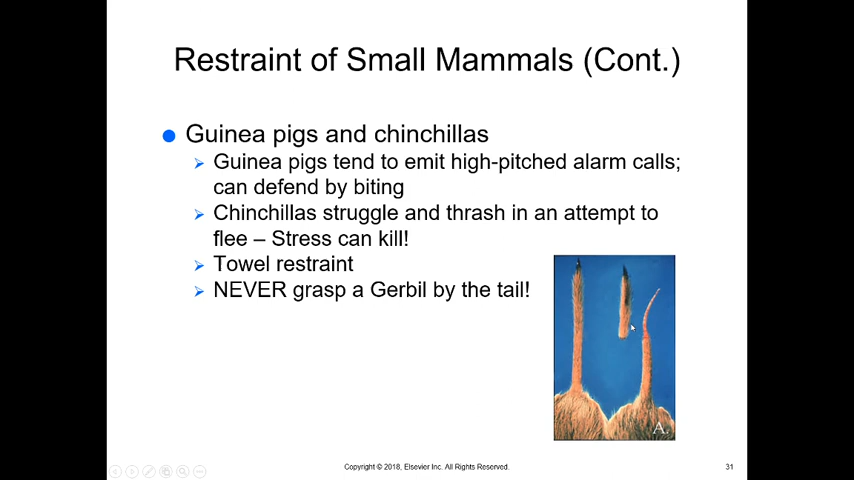 Restraint of Small Mammals (Cont.)
Guinea pigs and chinchillas
Guinea pigs tend to emit high-pitched alarm calls;
can defend by biting
Chinchillas struggle and thrash in an attempt to
flee – Stress can kill!
Towel restraint
NEVER grasp a Gerbil by the tail!
A.
Copyright © 2018, Elsevier Inc. All Rights Reserved.
31